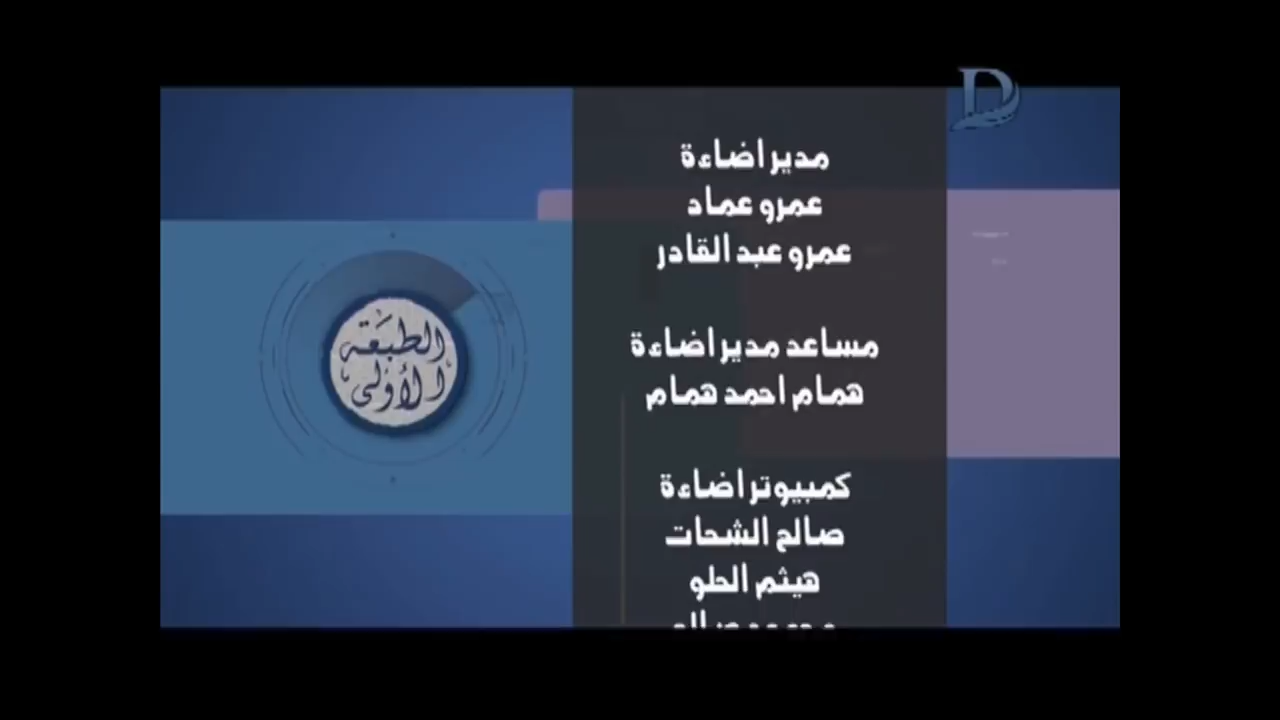 مدير اضاءة
عمرو عماد
عمرو عبد القادر
مساعد مدير اضاءة
همام احمد همام
كمبيوتر اضاءة
صالح الشحات
هيثم الحلو
الطبعة
الأولى
D